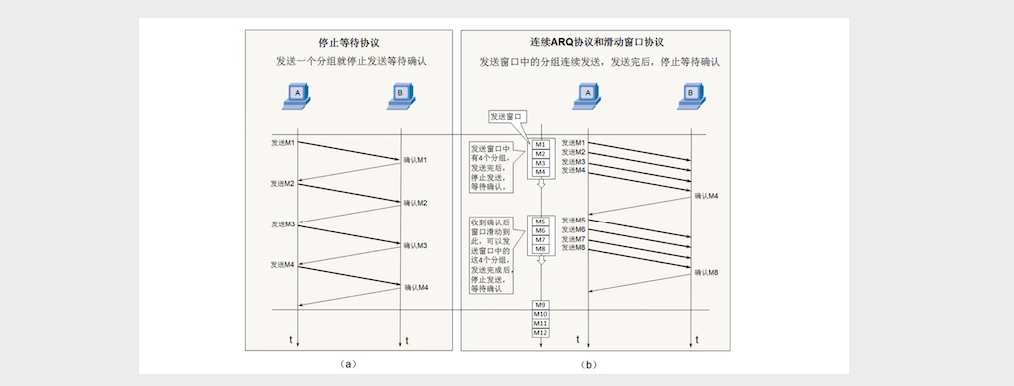 停止等待协议
发送一个分组就停止发送等待确认
A
B
发送M1
确认M1
发送M2
确认M2
发送M3
确认M3
发送M4
确认M4
t
t
(a)
连续ARQ协议和滑动窗口协议
发送窗口中的分组连续发送，发送完后，停止等待确认
A
B
发送窗口
发送窗口中
有4个分组，
发送完后，
停止发送，
等待确认。
M1
M2
M3
M4
发送M1
发送M2
发送M3
发送M4
确认M4
收到确认后
窗口滑动到
此，可以发
送窗口中的
这4个分组，
发送完成后，
停止发送，
等待确认
M5
M6
M7
M8
发送M5
发送M6
发送M7
发送M8
确认M8
M9
M10
M11
M12
t
t
(b)